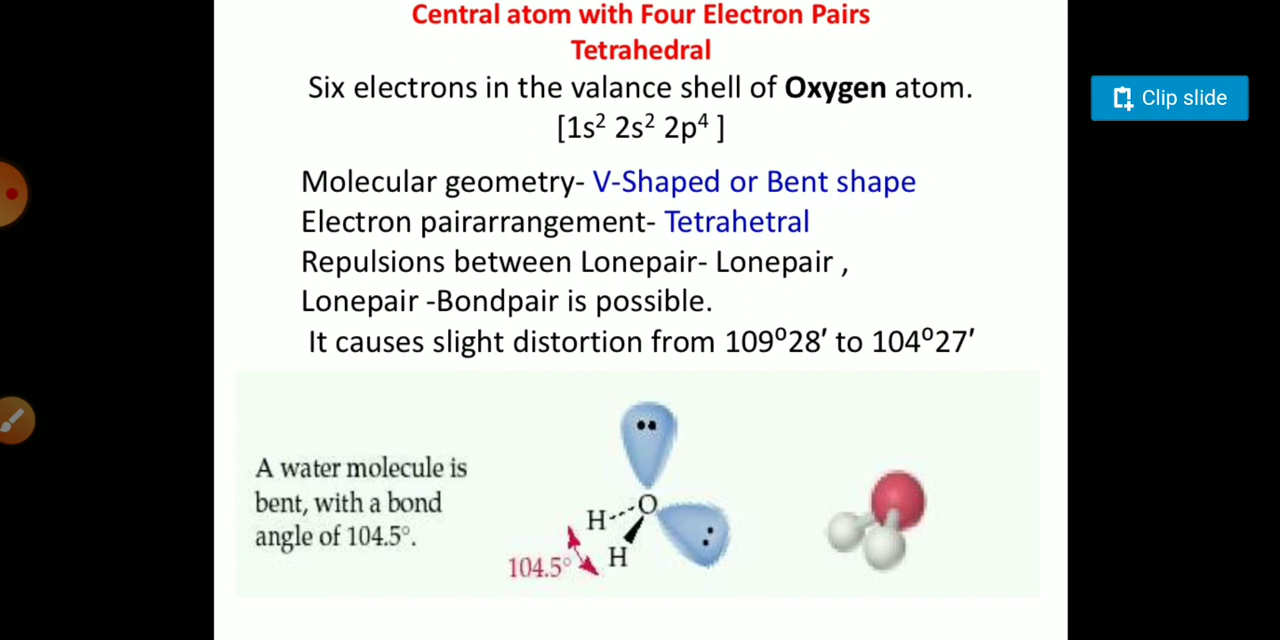 Central atom with Four Electron Pairs
Tetrahedral
Six electrons in the valance shell of Oxygen atom.
[1s² 2s² 2p⁴ ]
Clip slide
Molecular geometry- V-Shaped or Bent shape
Electron pairarrangement- Tetrahetral
Repulsions between Lonepair- Lonepair ,
Lonepair -Bondpair is possible.
It causes slight distortion from 109⁰28′ to 104⁰27′
A water molecule is
bent, with a bond
angle of 104.5°.
O
H
H
104.5°